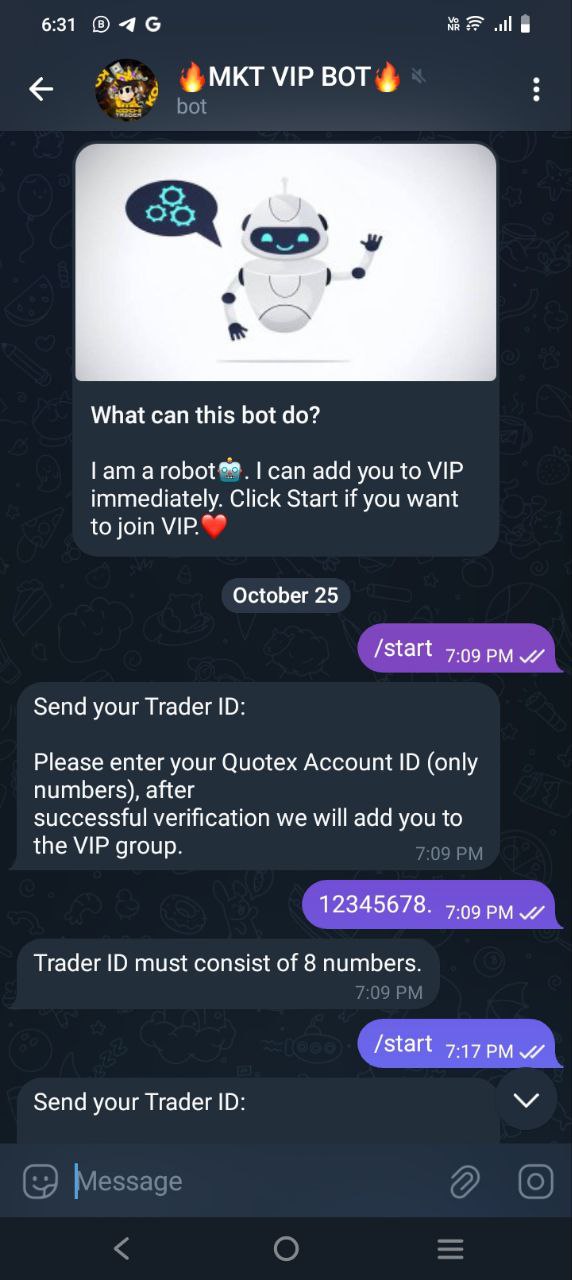 6:31
Vo
NR
🔥MKT VIP BOT🔥
bot
What can this bot do?
I am a robot🤖. I can add you to VIP
immediately. Click Start if you want
to join VIP.❤️
October 25
/start 7:09 PM
Send your Trader ID:
Please enter your Quotex Account ID (only
numbers), after
successful verification we will add you to
the VIP group.
7:09 PM
12345678. 7:09 PM
Trader ID must consist of 8 numbers.
7:09 PM
/start 7:17 PM
Send your Trader ID:
Message